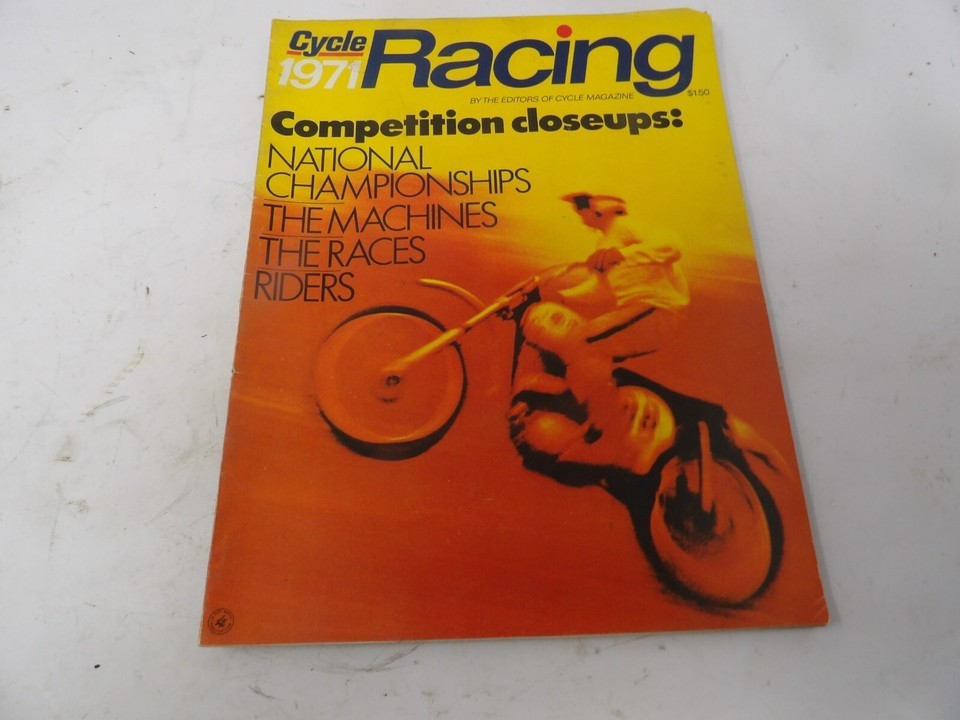 Cycle
1971 Racing
BY THE EDITORS OF CYCLE MAGAZINE
$1.50
Competition closeups:
NATIONAL
CHAMPIONSHIPS
THE MACHINES
THE RACES
RIDERS